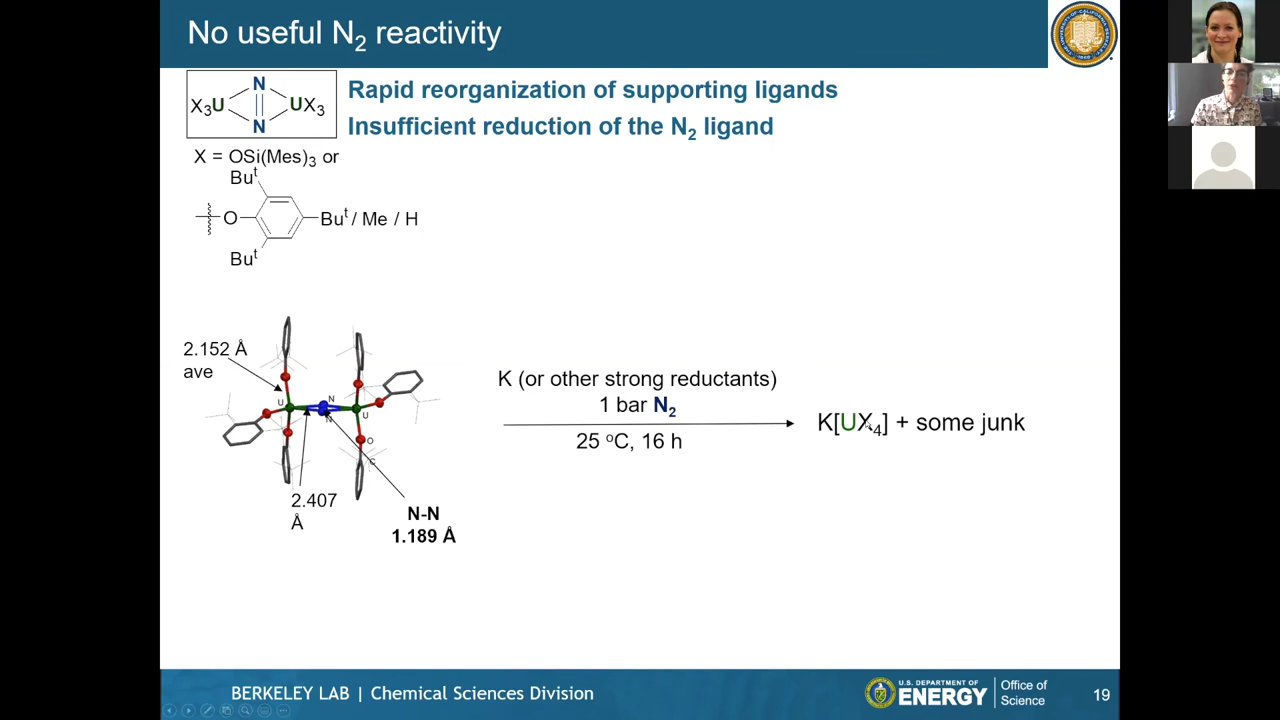 No useful N₂ reactivity
Rapid reorganization of supporting ligands
Insufficient reduction of the N₂ ligand
N
X₃U UX₃
N
X = OSi(Mes)₃ or
Buᵗ
O Buᵗ / Me / H
Buᵗ
2.152 Å
ave
U N
N U
O
C
2.407
Å
N-N
1.189 Å
K (or other strong reductants)
1 bar N₂
25 ºC, 16 h
K[UX₄] + some junk
BERKELEY LAB | Chemical Sciences Division
U.S. DEPARTMENT OF
ENERGY
Office of
Science
19